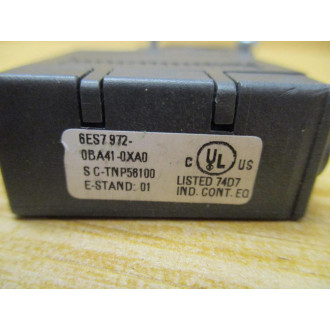 6ES7 972-
0BA41-0XA0
S C-TNP56100
E-STAND: 01
C UL US
LISTED 74D7
IND. CONT. EQ